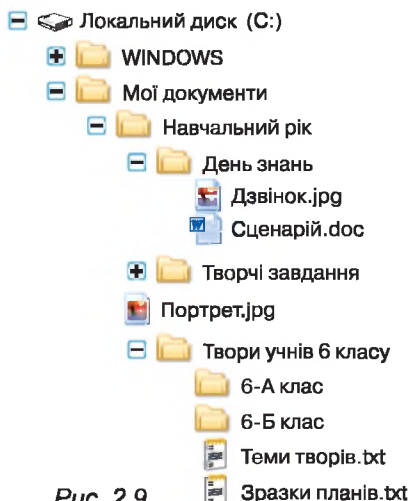 Локальний диск (C:)
WINDOWS
Мої документи
Навчальний рік
День знань
Дзвінок.jpg
Сценарій.doc
Творчі завдання
Портрет.jpg
Твори учнів 6 класу
6-А клас
6-Б клас
Теми творів.txt
Рис. 2.9
Зразки планів.txt